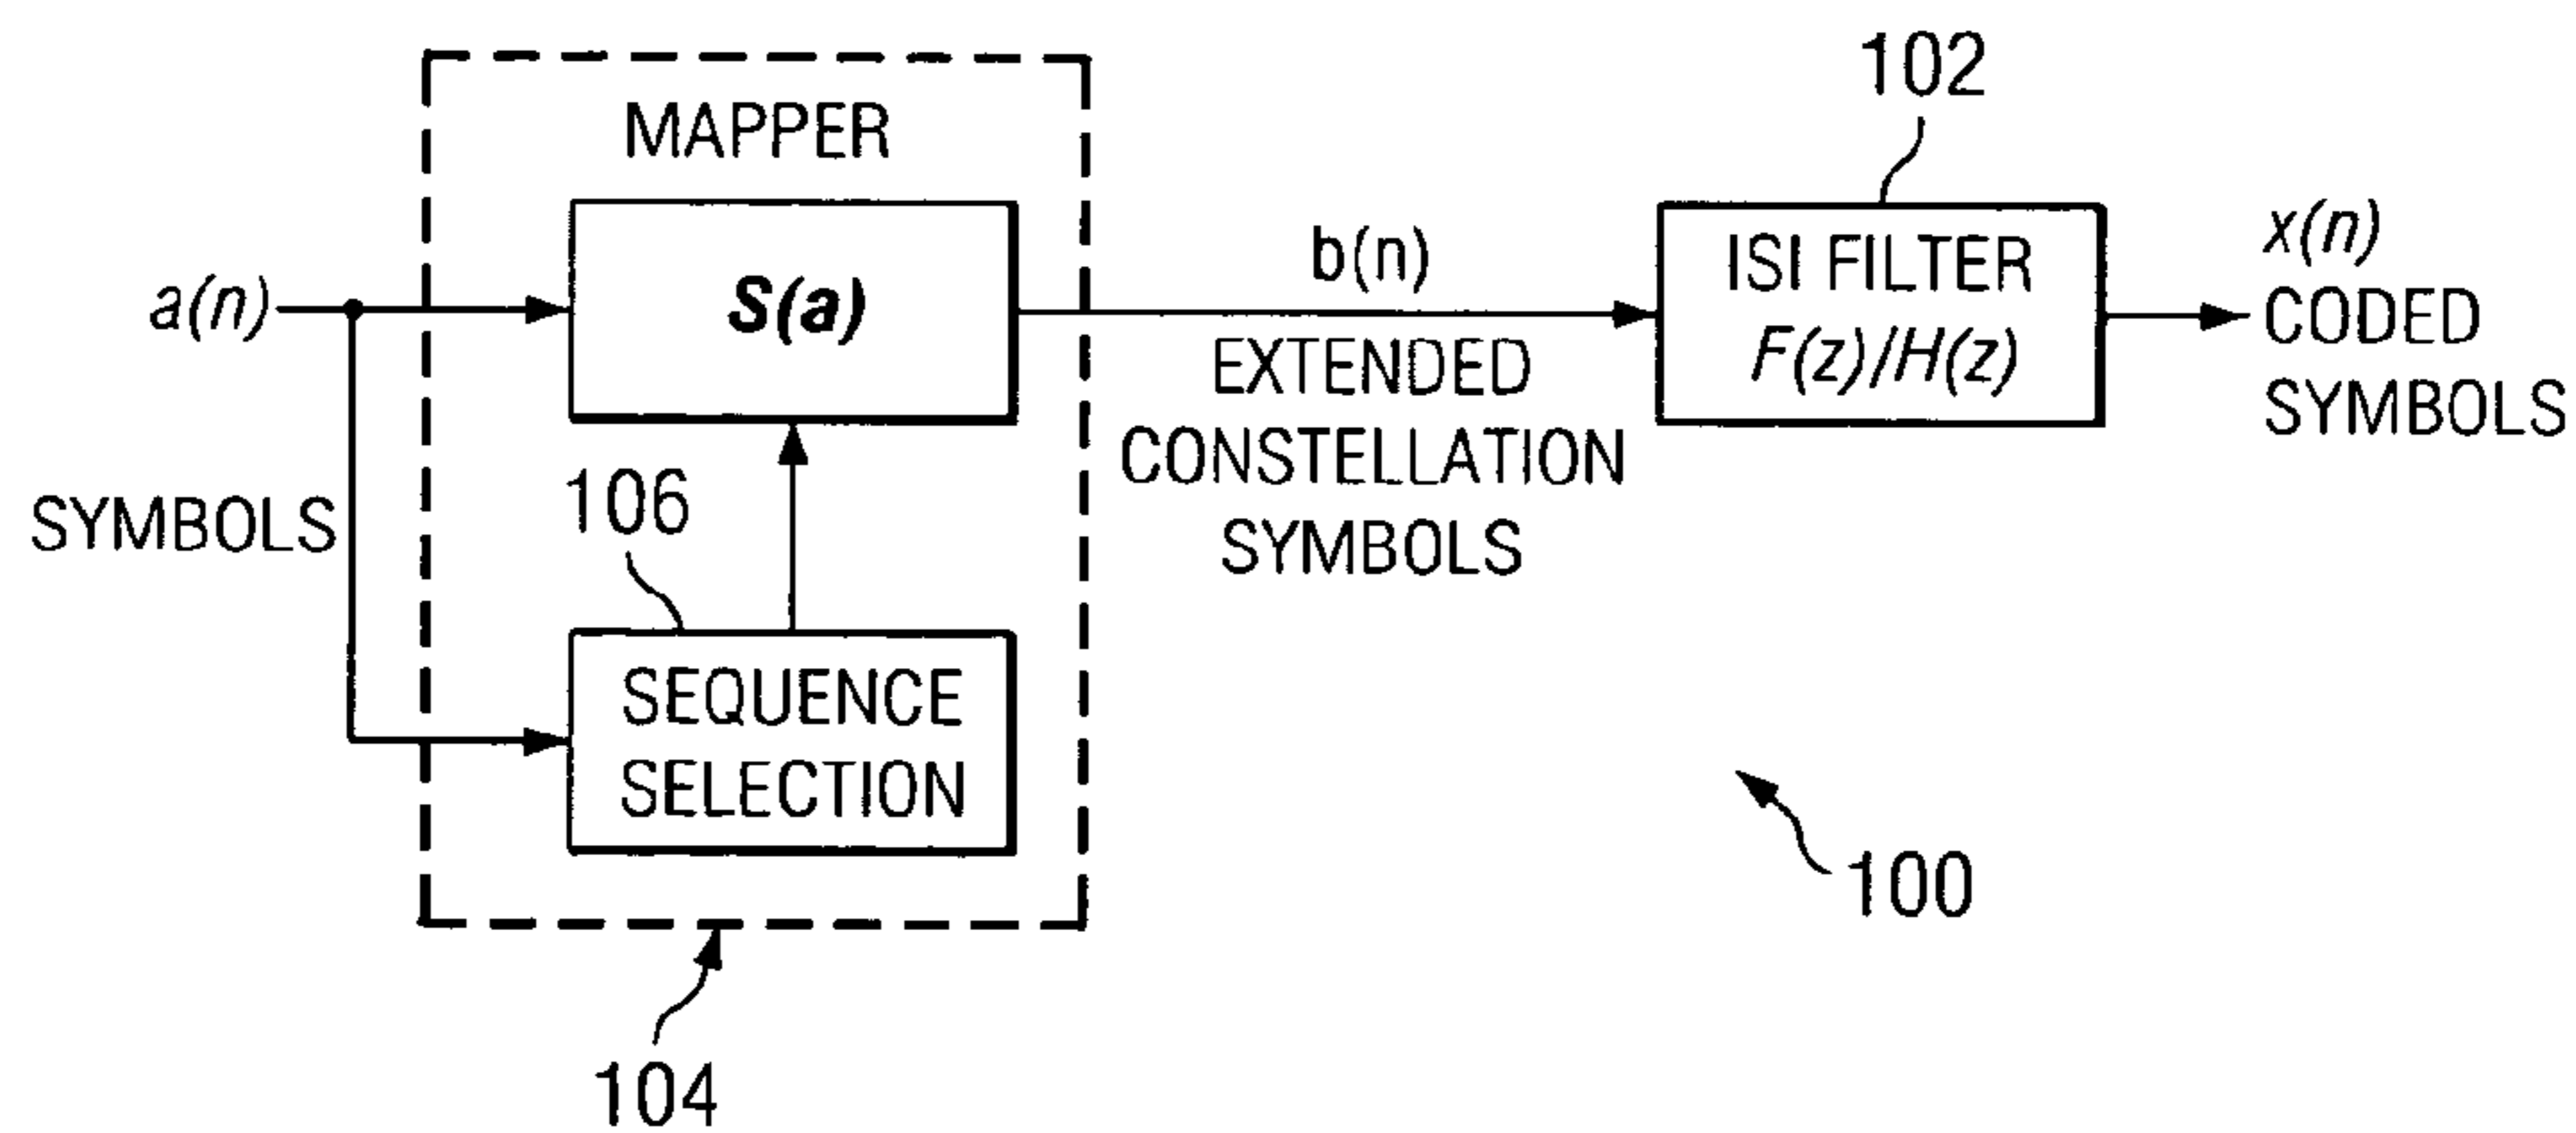 102
MAPPER
a(n)
S(a)
b(n)
EXTENDED
CONSTELLATION
SYMBOLS
ISI FILTER
F(z)/H(z)
x(n)
CODED
SYMBOLS
SYMBOLS
106
SEQUENCE
SELECTION
100
104